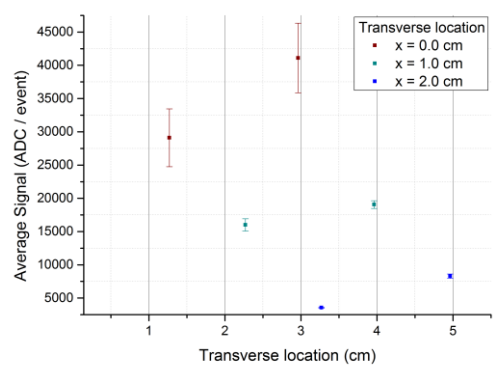 Transverse location
x = 0.0 cm
x = 1.0 cm
x = 2.0 cm
45000
40000
35000
30000
25000
20000
15000
10000
5000
Average Signal (ADC / event)
1 2 3 4 5
Transverse location (cm)